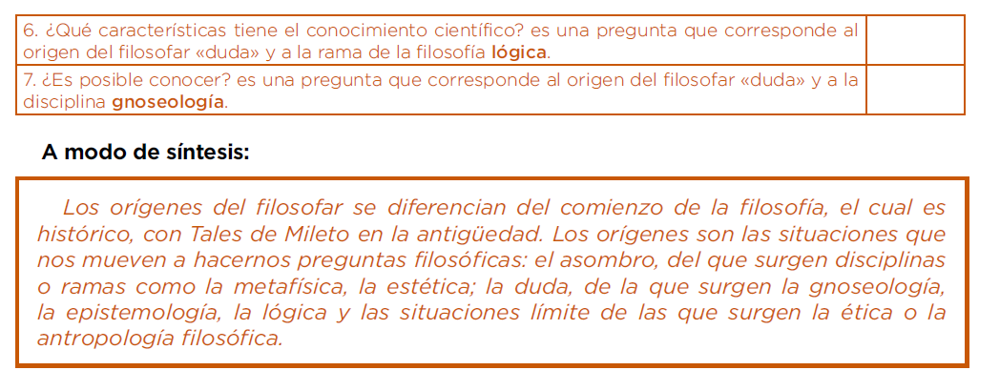 6. ¿Qué características tiene el conocimiento científico? es una pregunta que corresponde al
origen del filosofar «duda» y a la rama de la filosofía lógica.
7. ¿Es posible conocer? es una pregunta que corresponde al origen del filosofar «duda» y a la
disciplina gnoseología.
A modo de síntesis:
Los orígenes del filosofar se diferencian del comienzo de la filosofía, el cual es
histórico, con Tales de Mileto en la antigüedad. Los orígenes son las situaciones que
nos mueven a hacernos preguntas filosóficas: el asombro, del que surgen disciplinas
o ramas como la metafísica, la estética; la duda, de la que surgen la gnoseología,
la epistemología, la lógica y las situaciones límite de las que surgen la ética o la
antropología filosófica.